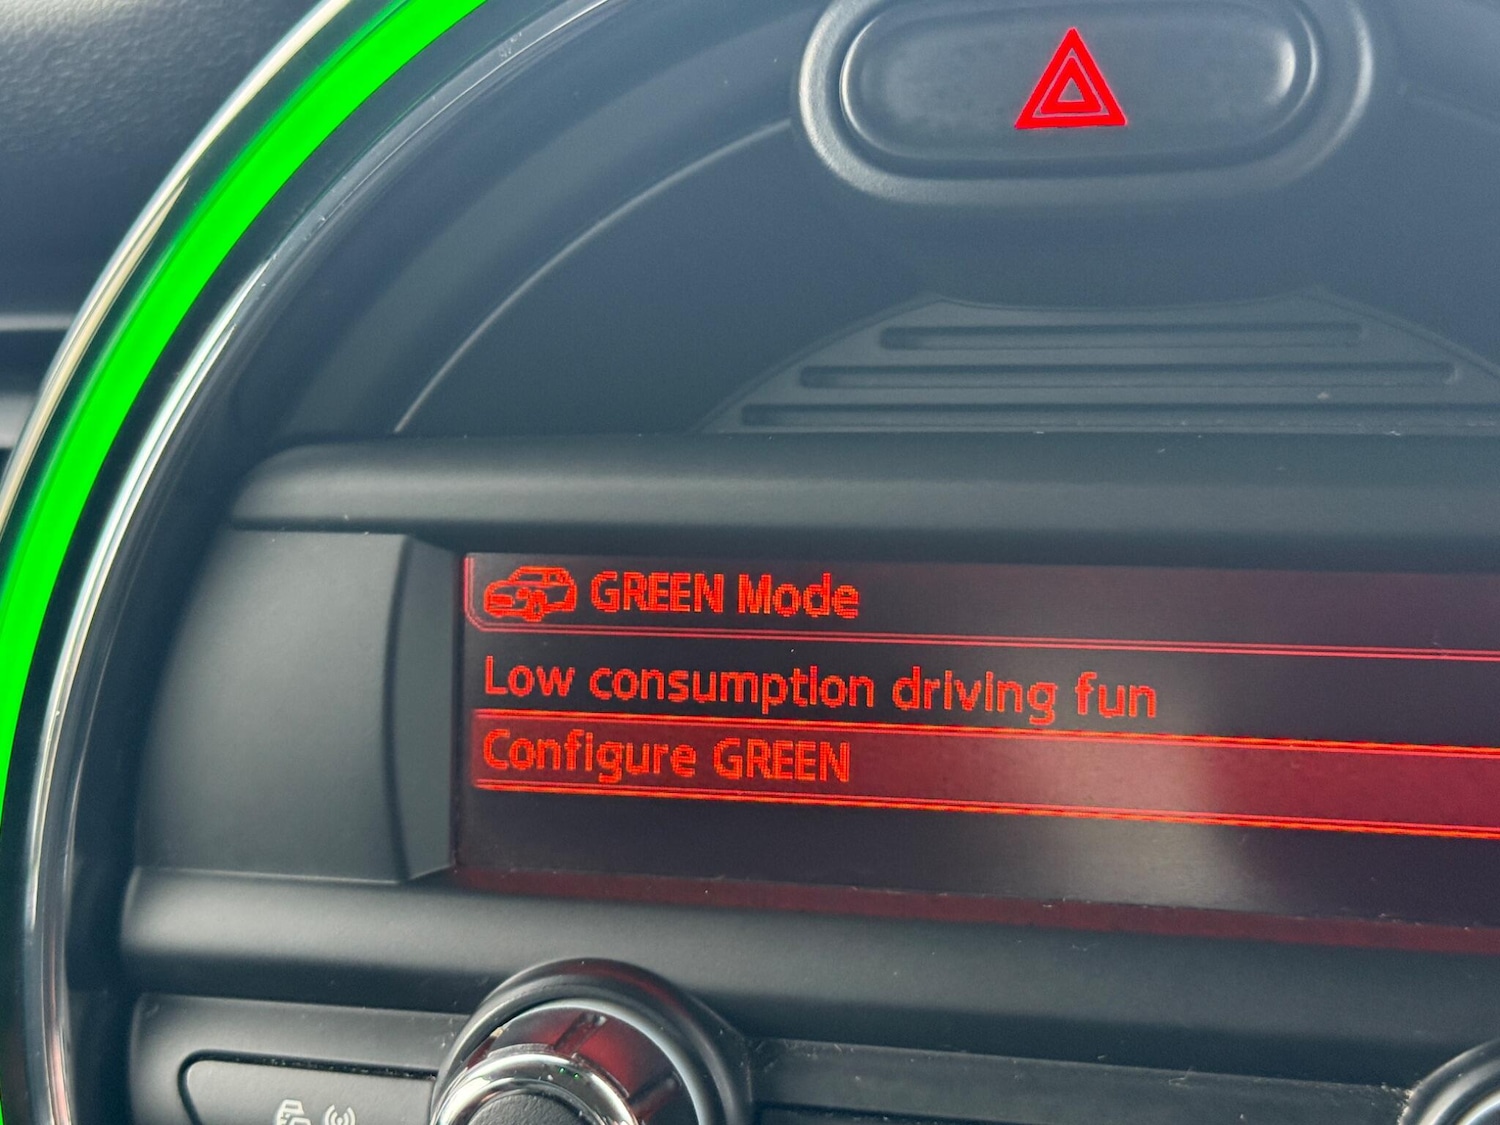 GREEN Mode
Low consumption driving fun
Configure GREEN